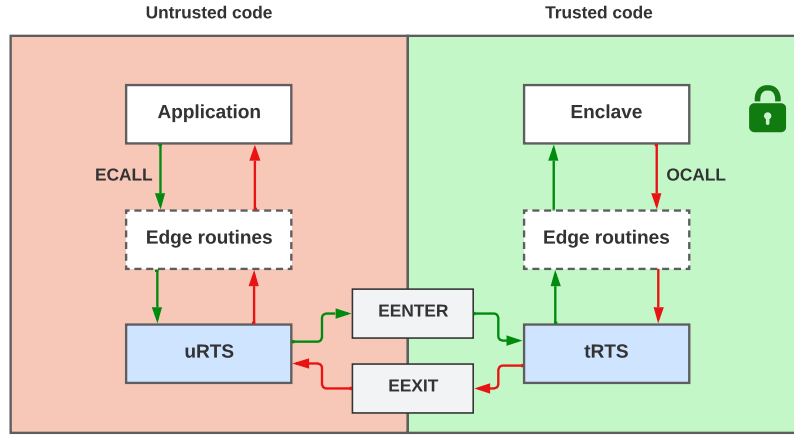 Untrusted code
Trusted code
Application
Enclave
ECALL
OCALL
Edge routines
Edge routines
EENTER
uRTS
tRTS
EEXIT